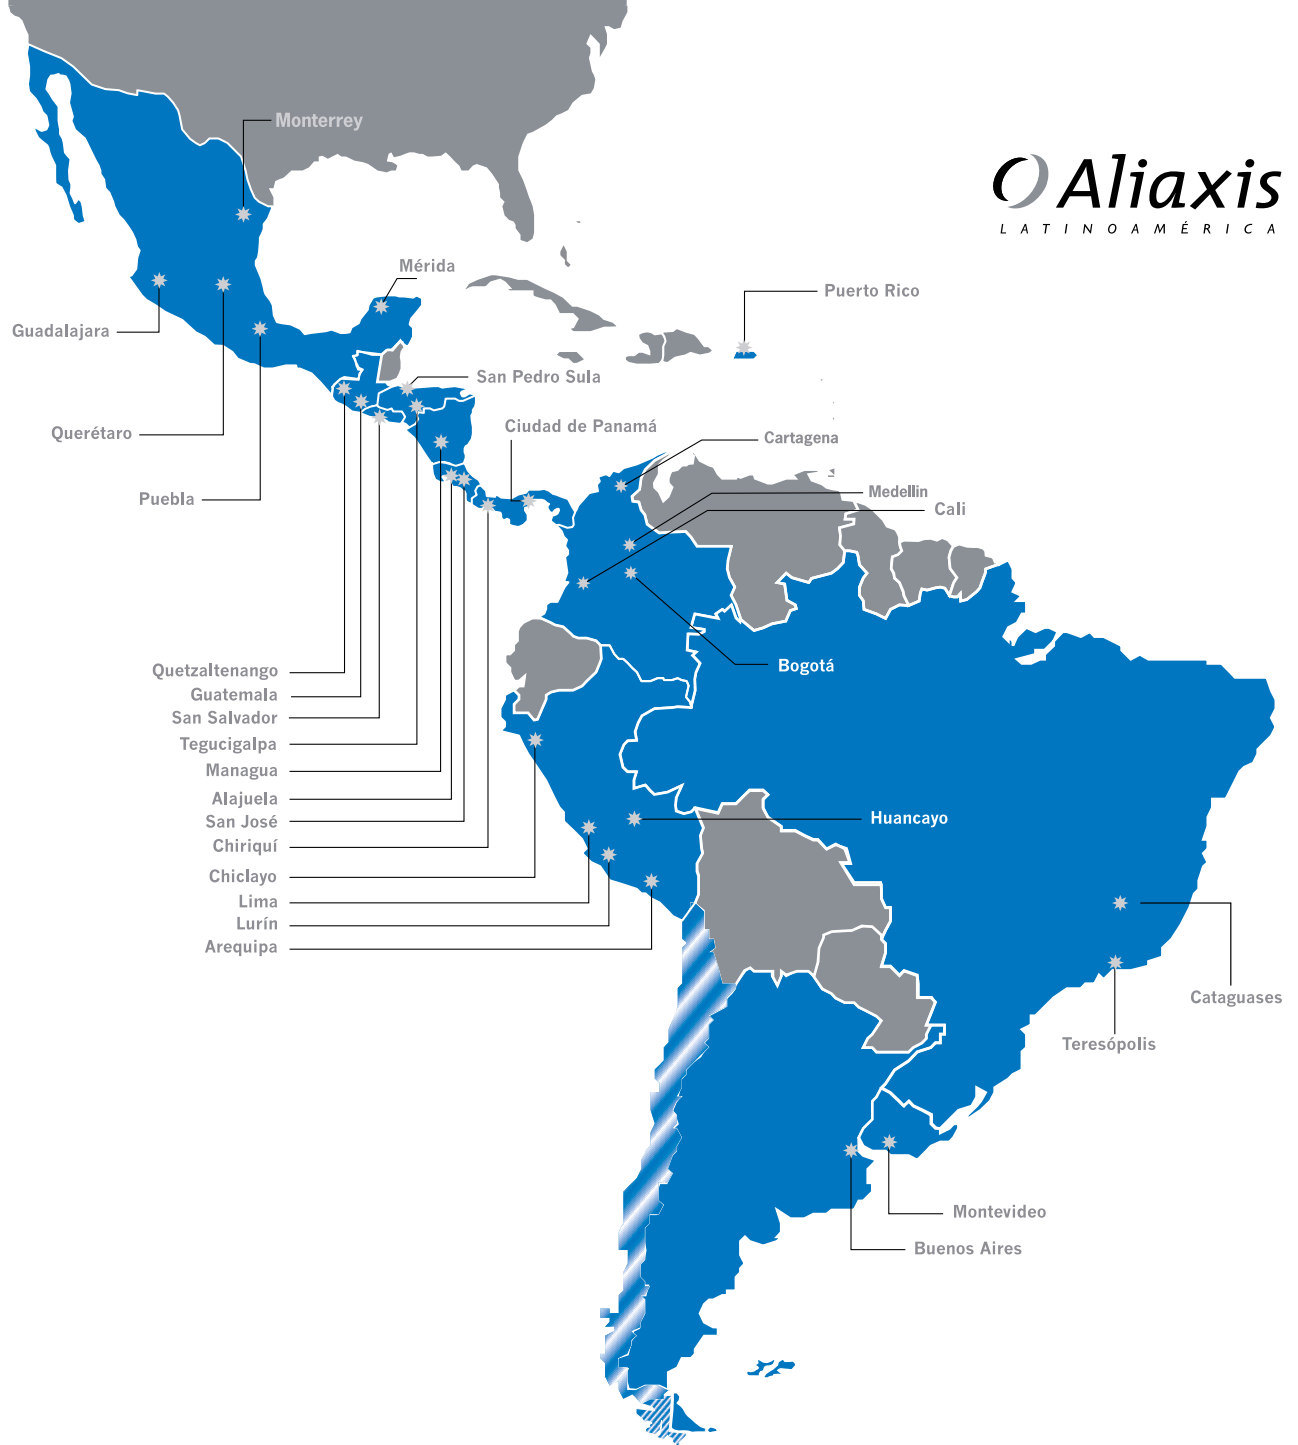 Monterrey
Aliaxis
LATINOAMÉRICA
Mérida
Puerto Rico
Guadalajara
San Pedro Sula
Querétaro
Ciudad de Panamá
Cartagena
Puebla
Medellin
Cali
Quetzaltenango
Bogotá
Guatemala
San Salvador
Tegucigalpa
Managua
Alajuela
San José
Huancayo
Chiriquí
Chiclayo
Lima
Lurín
Arequipa
Cataguases
Teresópolis
Montevideo
Buenos Aires